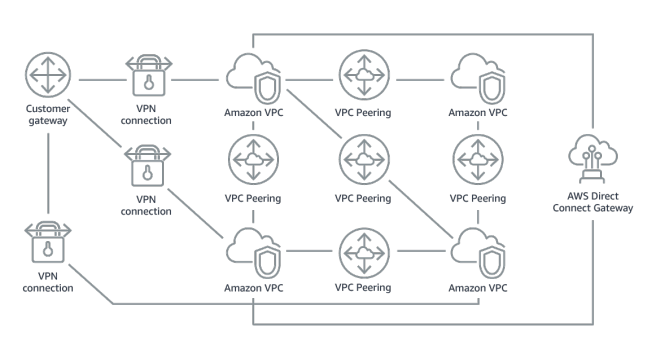 Customer
gateway
VPN
connection
Amazon VPC
VPC Peering
Amazon VPC
VPN
connection
VPC Peering
VPC Peering
VPC Peering
AWS Direct
Connect Gateway
VPN
connection
Amazon VPC
VPC Peering
Amazon VPC